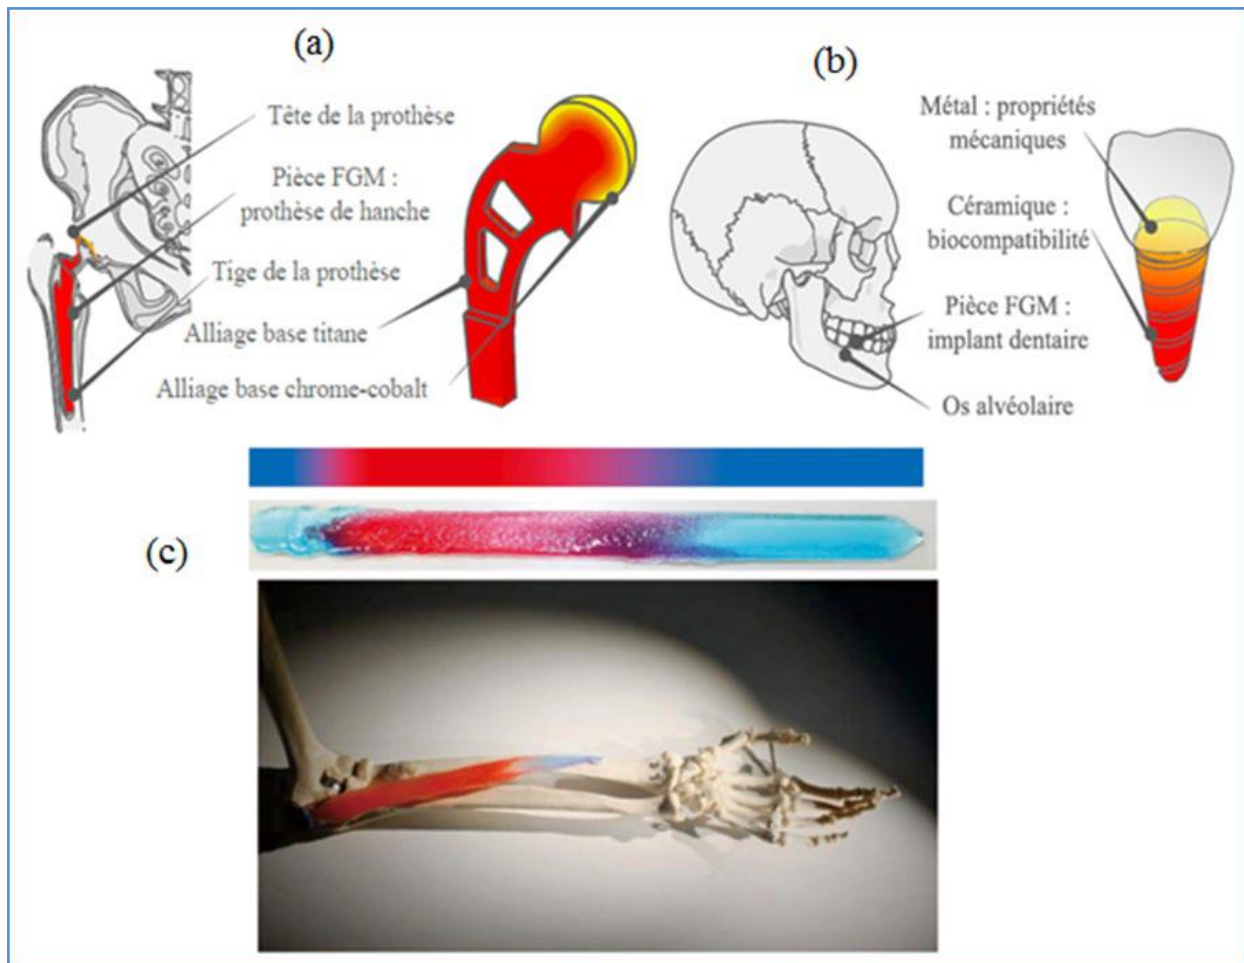 (a)
Tête de la prothèse
Pièce FGM :
prothèse de hanche
Tige de la prothèse
Alliage base titane
Alliage base chrome-cobalt
(b)
Métal : propriétés
mécaniques
Céramique :
biocompatibilité
Pièce FGM :
implant dentaire
Os alvéolaire
(c)